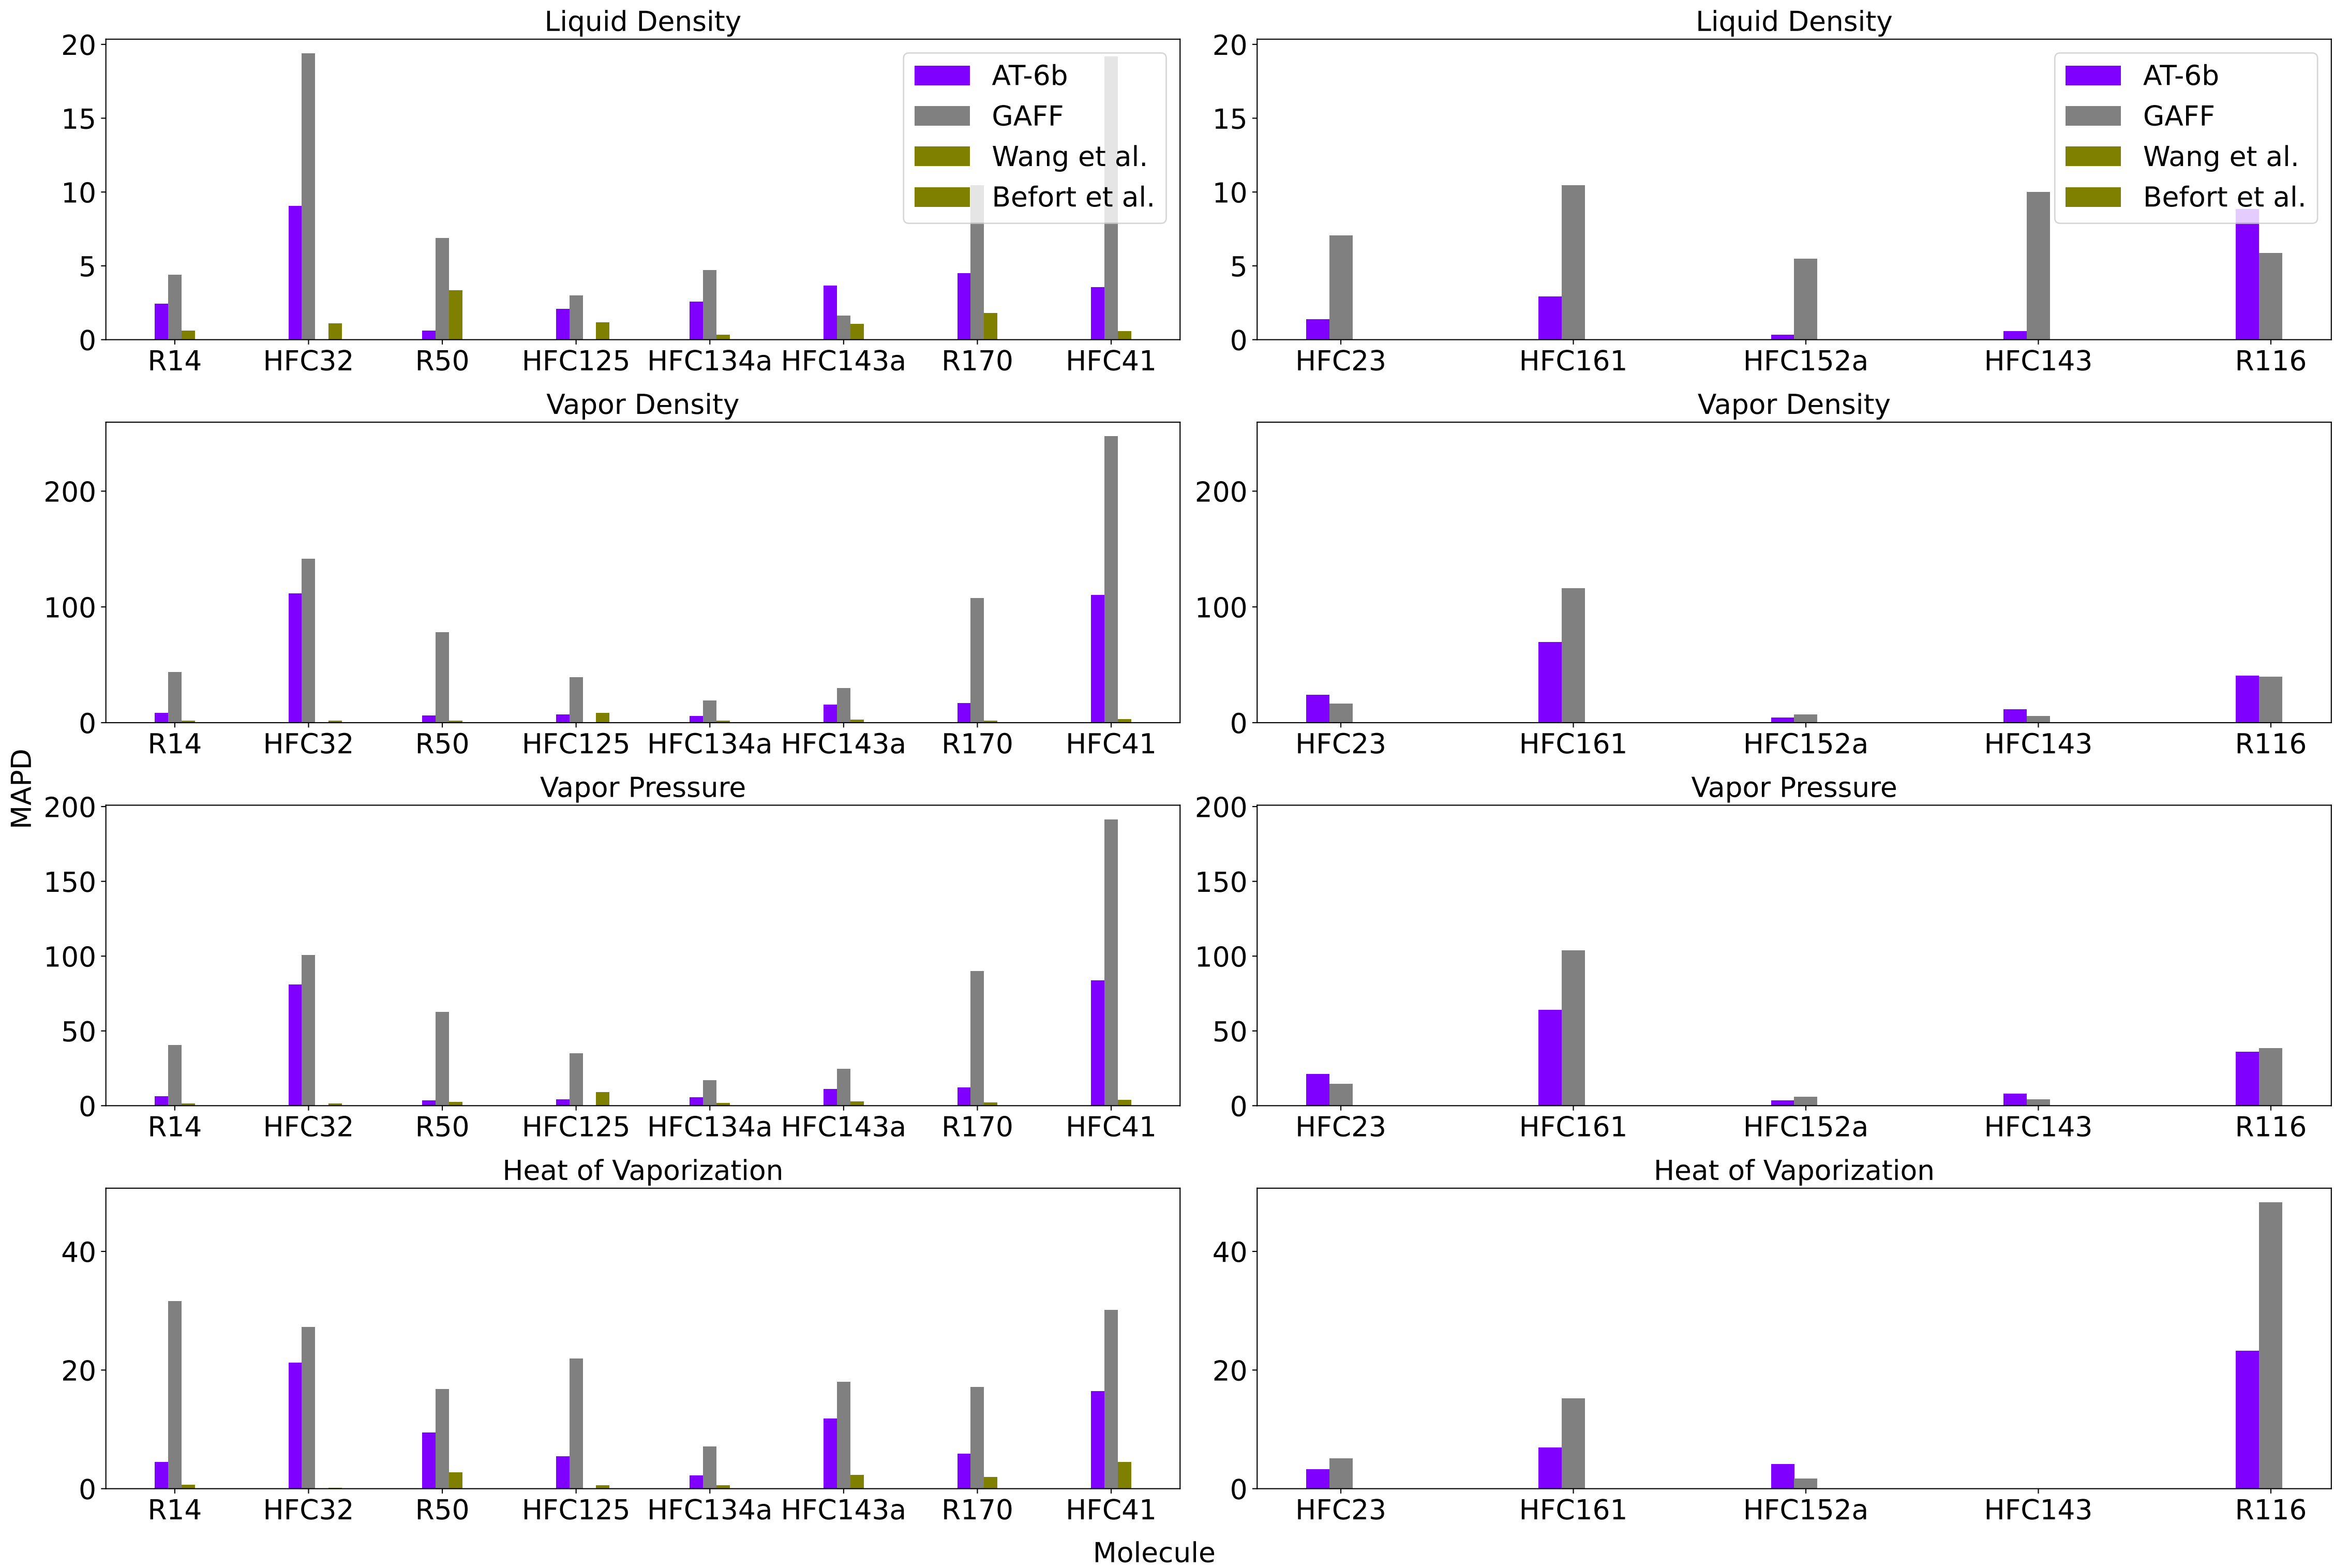 Liquid Density
20
15
10
5
0
AT-6b
GAFF
Wang et al.
Befort et al.
R14 HFC32 R50 HFC125 HFC134a HFC143a R170 HFC41
Liquid Density
20
15
10
5
0
AT-6b
GAFF
Wang et al.
Befort et al.
HFC23 HFC161 HFC152a HFC143 R116
Vapor Density
200
100
0
R14 HFC32 R50 HFC125 HFC134a HFC143a R170 HFC41
Vapor Density
200
100
0
HFC23 HFC161 HFC152a HFC143 R116
MAPD
Vapor Pressure
200
150
100
50
0
R14 HFC32 R50 HFC125 HFC134a HFC143a R170 HFC41
Vapor Pressure
200
150
100
50
0
HFC23 HFC161 HFC152a HFC143 R116
Heat of Vaporization
40
20
0
R14 HFC32 R50 HFC125 HFC134a HFC143a R170 HFC41
Heat of Vaporization
40
20
0
HFC23 HFC161 HFC152a HFC143 R116
Molecule